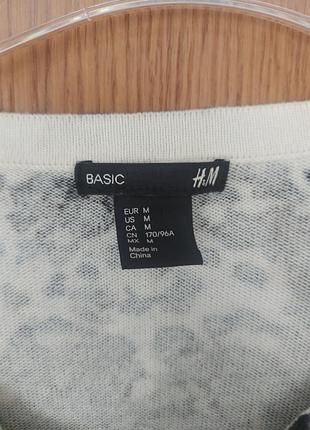 BASIC H&M
EUR M
US M
CA M
CN 170/96A
MX M
Made in
China